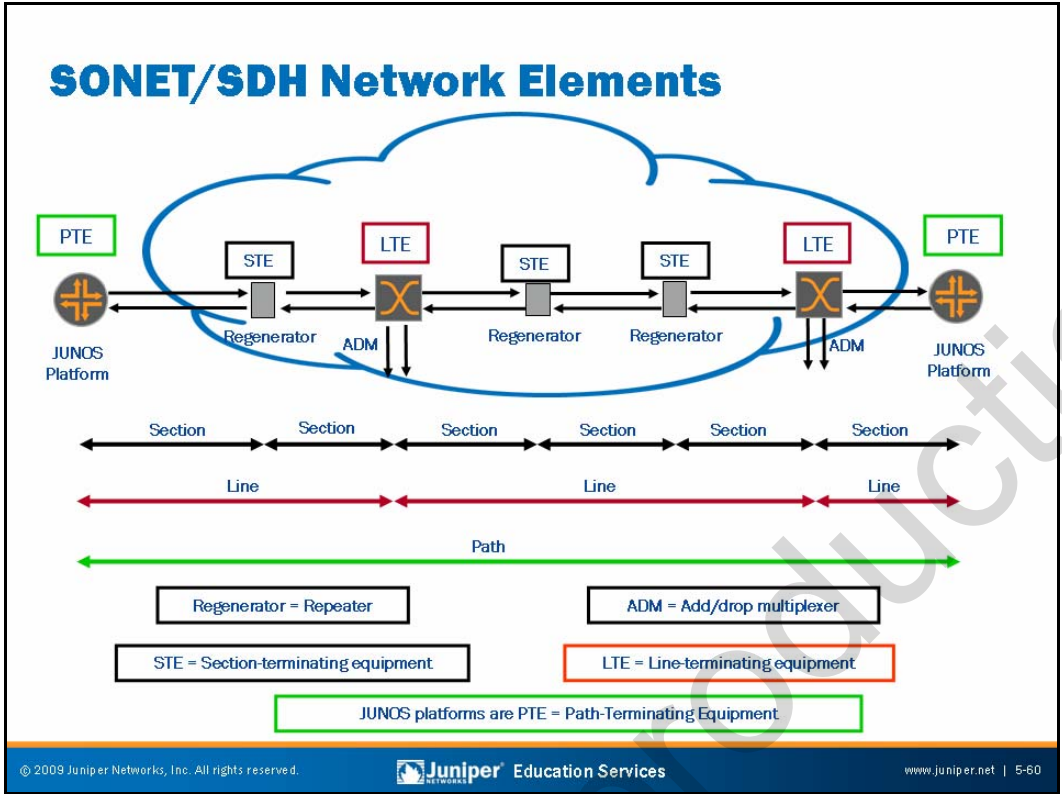 SONET/SDH Network Elements
PTE
LTE
LTE
PTE
STE
STE
STE
Regenerator
ADM
Regenerator
Regenerator
ADM
JUNOS
Platform
JUNOS
Platform
Section
Section
Section
Section
Section
Section
Line
Line
Line
Path
Regenerator = Repeater
ADM = Add/drop multiplexer
STE = Section-terminating equipment
LTE = Line-terminating equipment
JUNOS platforms are PTE = Path-Terminating Equipment
© 2009 Juniper Networks, Inc. All rights reserved.
Juniper NETWORKS Education Services
www.juniper.net | 5-60